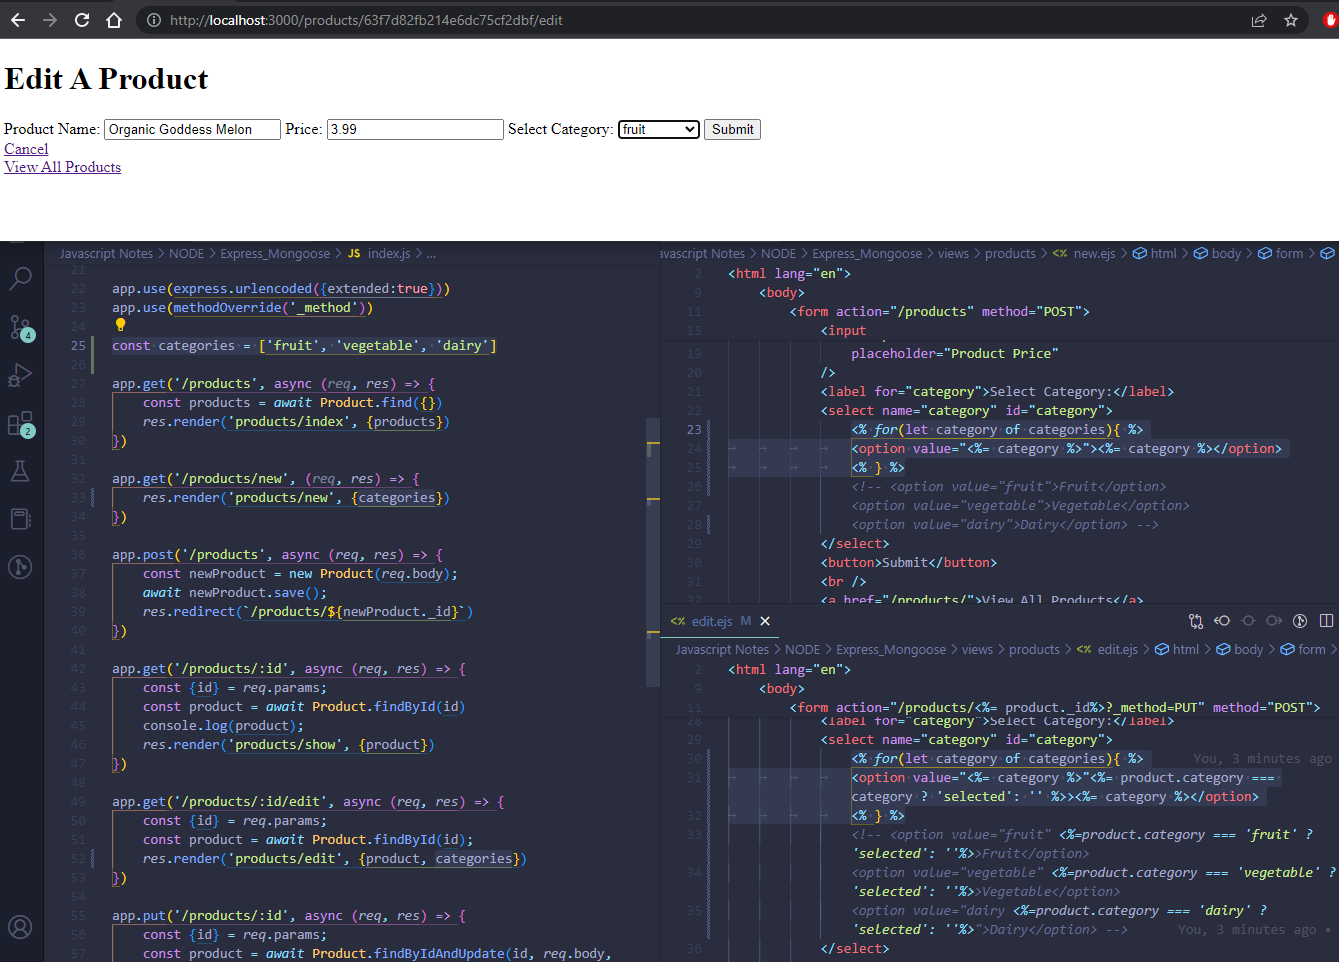 http://localhost:3000/products/63f7d82fb214e6dc75cf2dbf/edit
Edit A Product
Product Name: Organic Goddess Melon Price: 3.99 Select Category: fruit Submit
Cancel
View All Products
Javascript Notes > NODE > Express_Mongoose > JS index.js > ...
21
22 app.use(express.urlencoded({extended:true}))
23 app.use(methodOverride('_method'))
24
25 const categories = ['fruit', 'vegetable', 'dairy']
26
27 app.get('/products', async (req, res) => {
28 const products = await Product.find({})
29 res.render('products/index', {products})
30 })
31
32 app.get('/products/new', (req, res) => {
33 res.render('products/new', {categories})
34 })
35
36 app.post('/products', async (req, res) => {
37 const newProduct = new Product(req.body);
38 await newProduct.save();
39 res.redirect(`/products/${newProduct._id}`)
40 })
41
42 app.get('/products/:id', async (req, res) => {
43 const {id} = req.params;
44 const product = await Product.findById(id)
45 console.log(product);
46 res.render('products/show', {product})
47 })
48
49 app.get('/products/:id/edit', async (req, res) => {
50 const {id} = req.params;
51 const product = await Product.findById(id);
52 res.render('products/edit', {product, categories})
53 })
54
55 app.put('/products/:id', async (req, res) => {
56 const {id} = req.params;
57 const product = await Product.findByIdAndUpdate(id, req.body,
4
2
avascript Notes > NODE > Express_Mongoose > views > products > <% new.ejs > html > body > form >
2 <html lang="en">
9 <body>
11 <form action="/products" method="POST">
15 <input
19 placeholder="Product Price"
20 />
21 <label for="category">Select Category:</label>
22 <select name="category" id="category">
23 <% for(let category of categories){ %>
24 <option value="<%= category %>"><%= category %></option>
25 <% } %>
26 <!-- <option value="fruit">Fruit</option>
27 <option value="vegetable">Vegetable</option>
28 <option value="dairy">Dairy</option> -->
29 </select>
30 <button>Submit</button>
31 <br />
32 <a href="/products/">View All Products</a>
<% edit.ejs M
Javascript Notes > NODE > Express_Mongoose > views > products > <% edit.ejs > html > body > form >
2 <html lang="en">
9 <body>
11 <form action="/products/<%= product._id%>?_method=PUT" method="POST">
28 <label for="category">Select Category:</label>
29 <select name="category" id="category">
30 <% for(let category of categories){ %> You, 3 minutes ago
31 <option value="<%= category %>"<%= product.category ===
category ? 'selected': '' %>><%= category %></option>
32 <% } %>
33 <!-- <option value="fruit" <%=product.category === 'fruit' ?
'selected': ''%>>Fruit</option>
34 <option value="vegetable" <%=product.category === 'vegetable' ?
'selected': ''%>>Vegetable</option>
35 <option value="dairy <%=product.category === 'dairy' ?
'selected': ''%>">Dairy</option> --> You, 3 minutes ago •
36 </select>